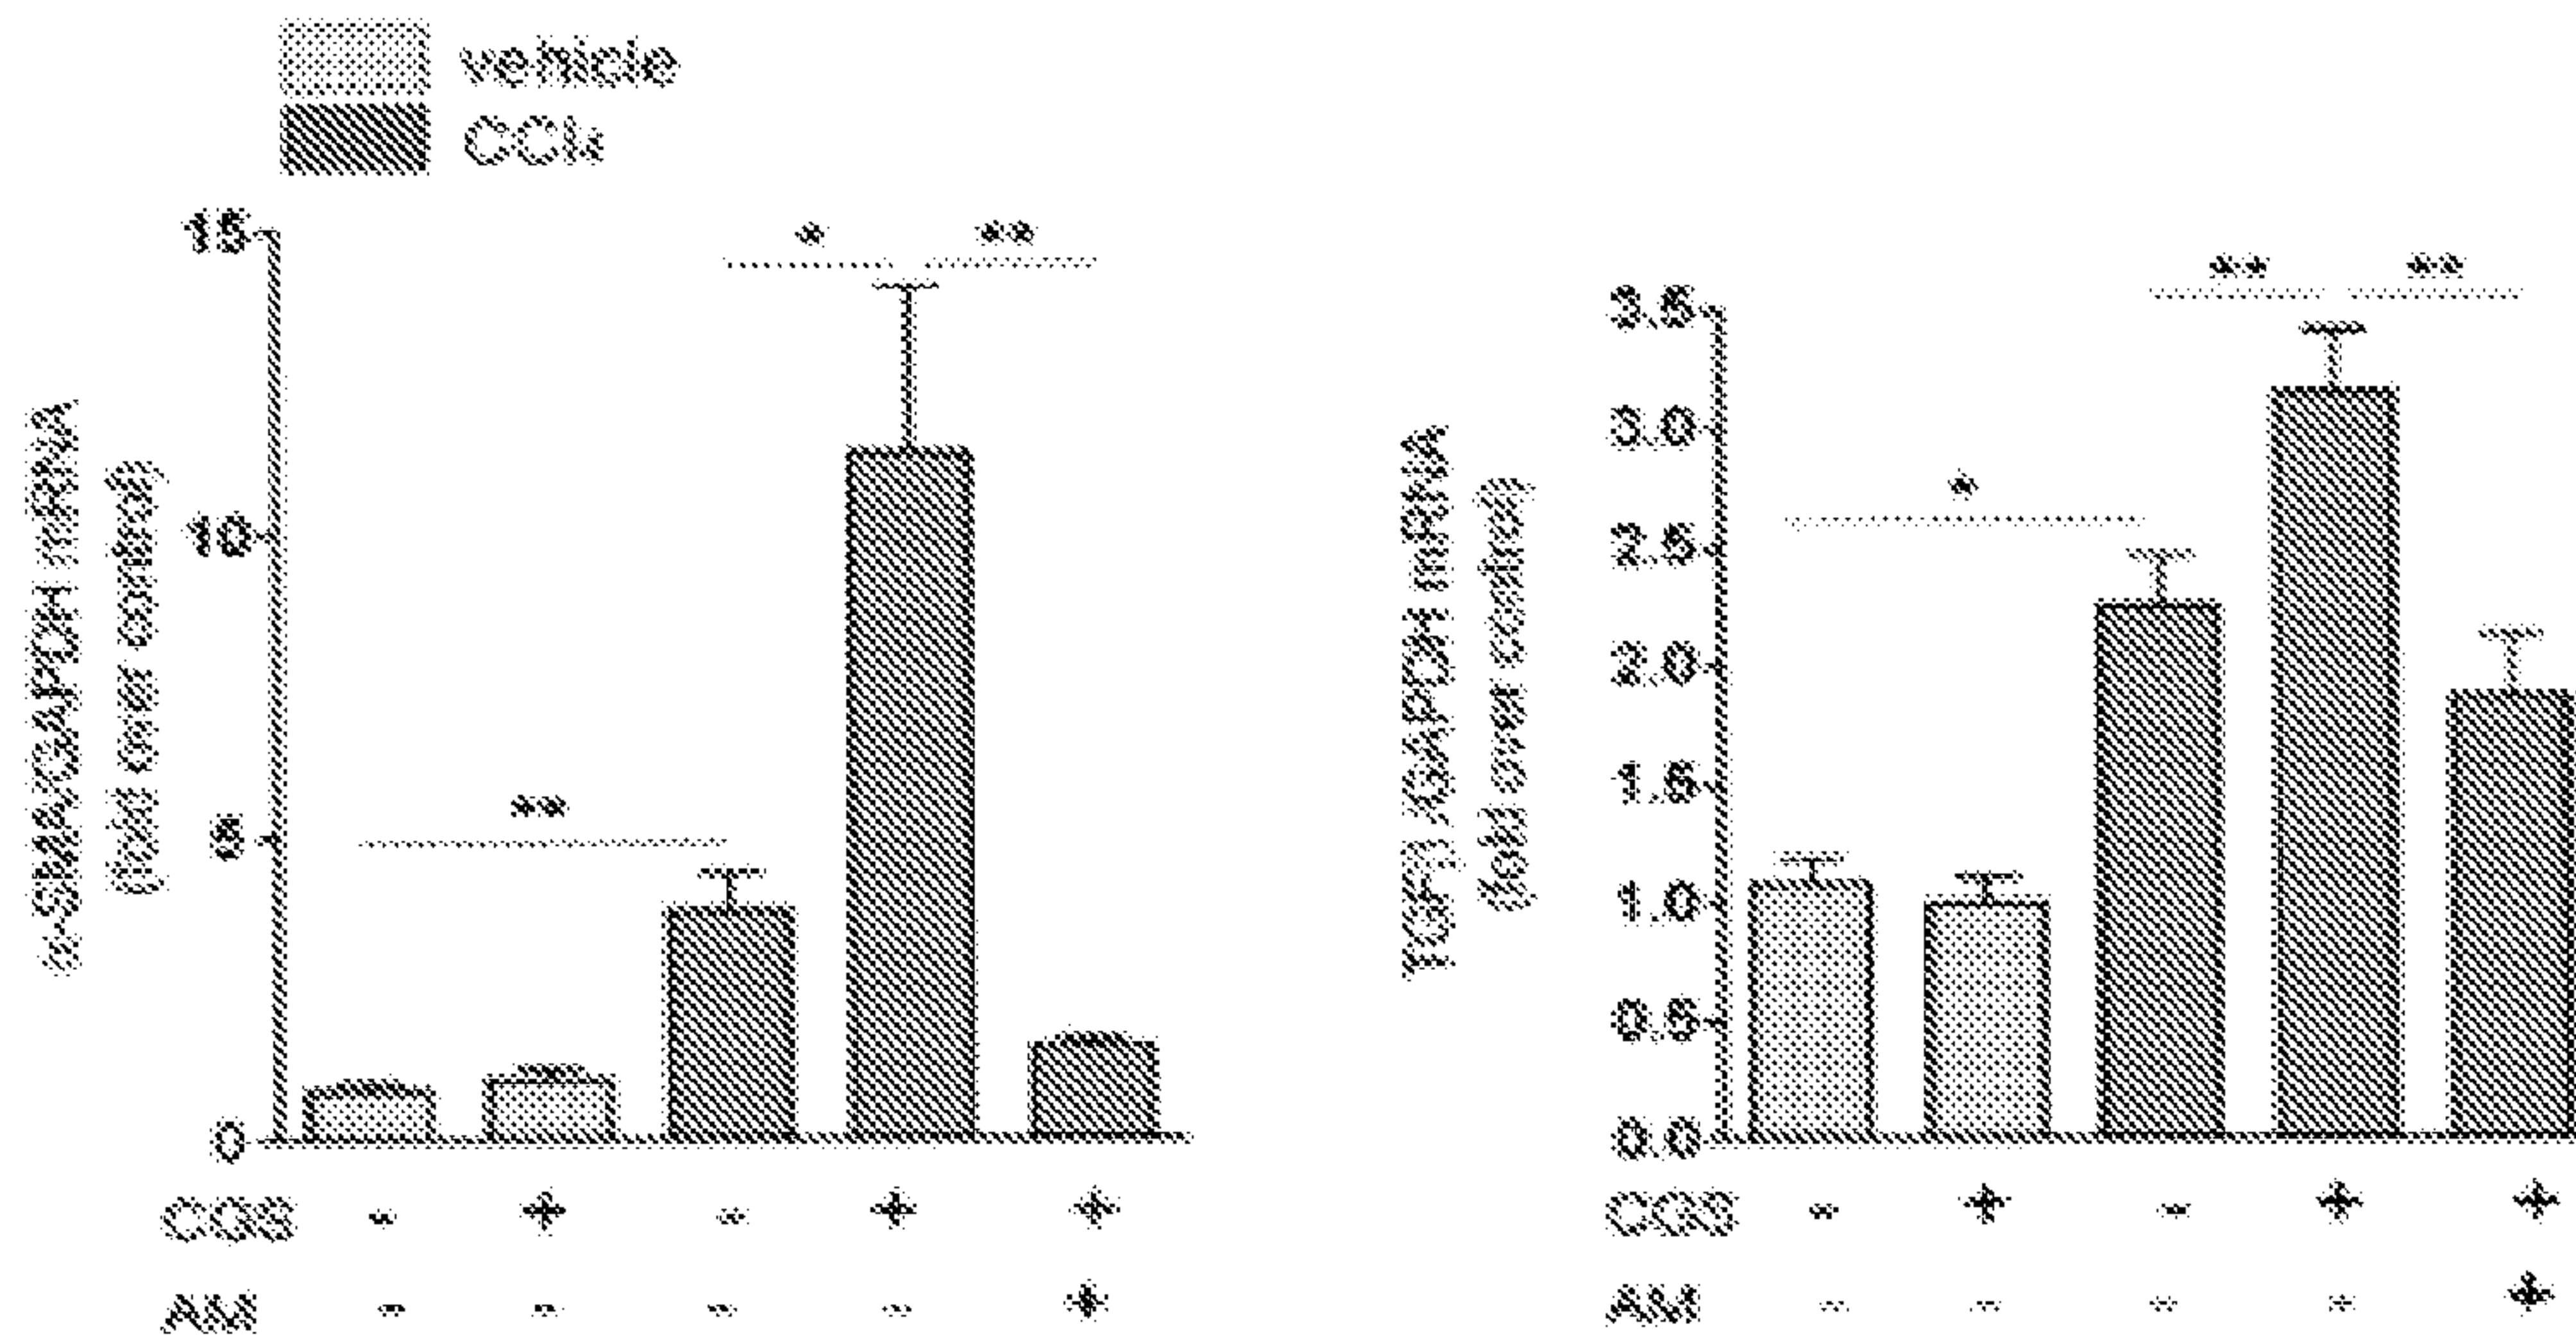 vehicle
CCl₄
15
10
5
0
α-SMA/GAPDH mRNA
(fold over control)
* **
**
CGS - + - + +
AM - - - - +
3.5
3.0
2.5
2.0
1.5
1.0
0.5
0.0
TGFβ /GAPDH mRNA
(fold over control)
** **
*
CGS - + - + +
AM - - - - +